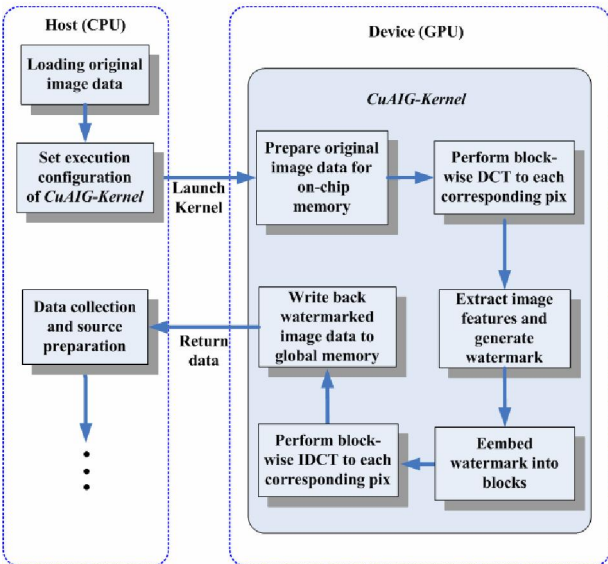 Host (CPU)
Loading original
image data
Set execution
configuration
of CuAIG-Kernel
Launch
Kernel
Device (GPU)
CuAIG-Kernel
Prepare original
image data for
on-chip
memory
Perform block-
wise DCT to each
corresponding pix
Extract image
features and
generate
watermark
Eembed
watermark into
blocks
Perform block-
wise IDCT to each
corresponding pix
Write back
watermarked
image data to
global memory
Return
data
Data collection
and source
preparation